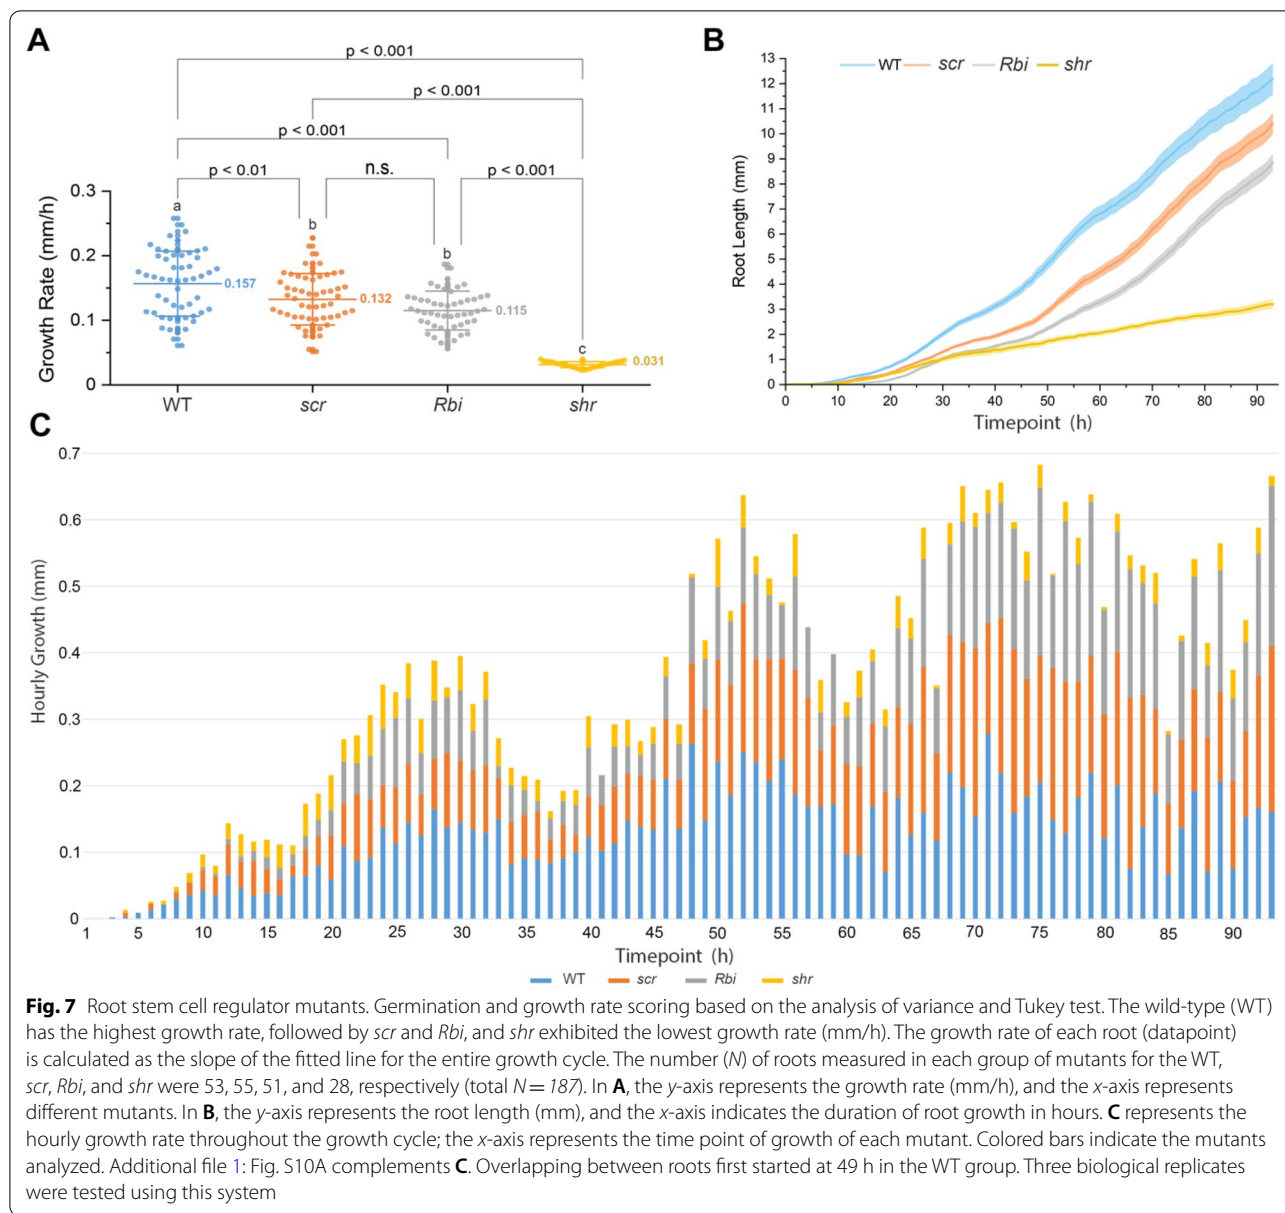 A
p < 0.001
p < 0.001
p < 0.001
p < 0.01
n.s.
p < 0.001
Growth Rate (mm/h)
0.3
0.2
0.1
0
a
b
b
c
0.157
0.132
0.115
0.031
WT
scr
Rbi
shr
B
WT
scr
Rbi
shr
Root Length (mm)
13
12
11
10
9
8
7
6
5
4
3
2
1
0
0 10 20 30 40 50 60 70 80 90
Timepoint (h)
C
Hourly Growth (mm)
0.7
0.6
0.5
0.4
0.3
0.2
0.1
0
1 5 10 15 20 25 30 35 40 45 50 55 60 65 70 75 80 85 90
Timepoint (h)
WT scr Rbi shr
Fig. 7 Root stem cell regulator mutants. Germination and growth rate scoring based on the analysis of variance and Tukey test. The wild-type (WT)
has the highest growth rate, followed by scr and Rbi, and shr exhibited the lowest growth rate (mm/h). The growth rate of each root (datapoint)
is calculated as the slope of the fitted line for the entire growth cycle. The number (N) of roots measured in each group of mutants for the WT,
scr, Rbi, and shr were 53, 55, 51, and 28, respectively (total N = 187). In A, the y-axis represents the growth rate (mm/h), and the x-axis represents
different mutants. In B, the y-axis represents the root length (mm), and the x-axis indicates the duration of root growth in hours. C represents the
hourly growth rate throughout the growth cycle; the x-axis represents the time point of growth of each mutant. Colored bars indicate the mutants
analyzed. Additional file 1: Fig. S10A complements C. Overlapping between roots first started at 49 h in the WT group. Three biological replicates
were tested using this system